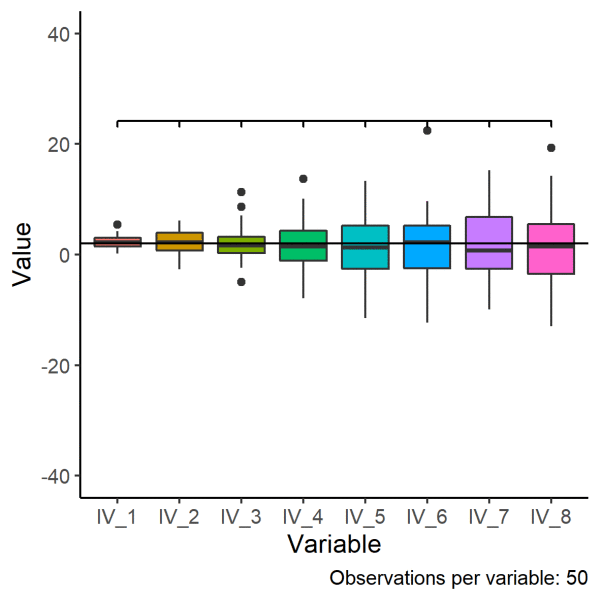 40
20
0
-20
-40
Value
IV_1 IV_2 IV_3 IV_4 IV_5 IV_6 IV_7 IV_8
Variable
Observations per variable: 50